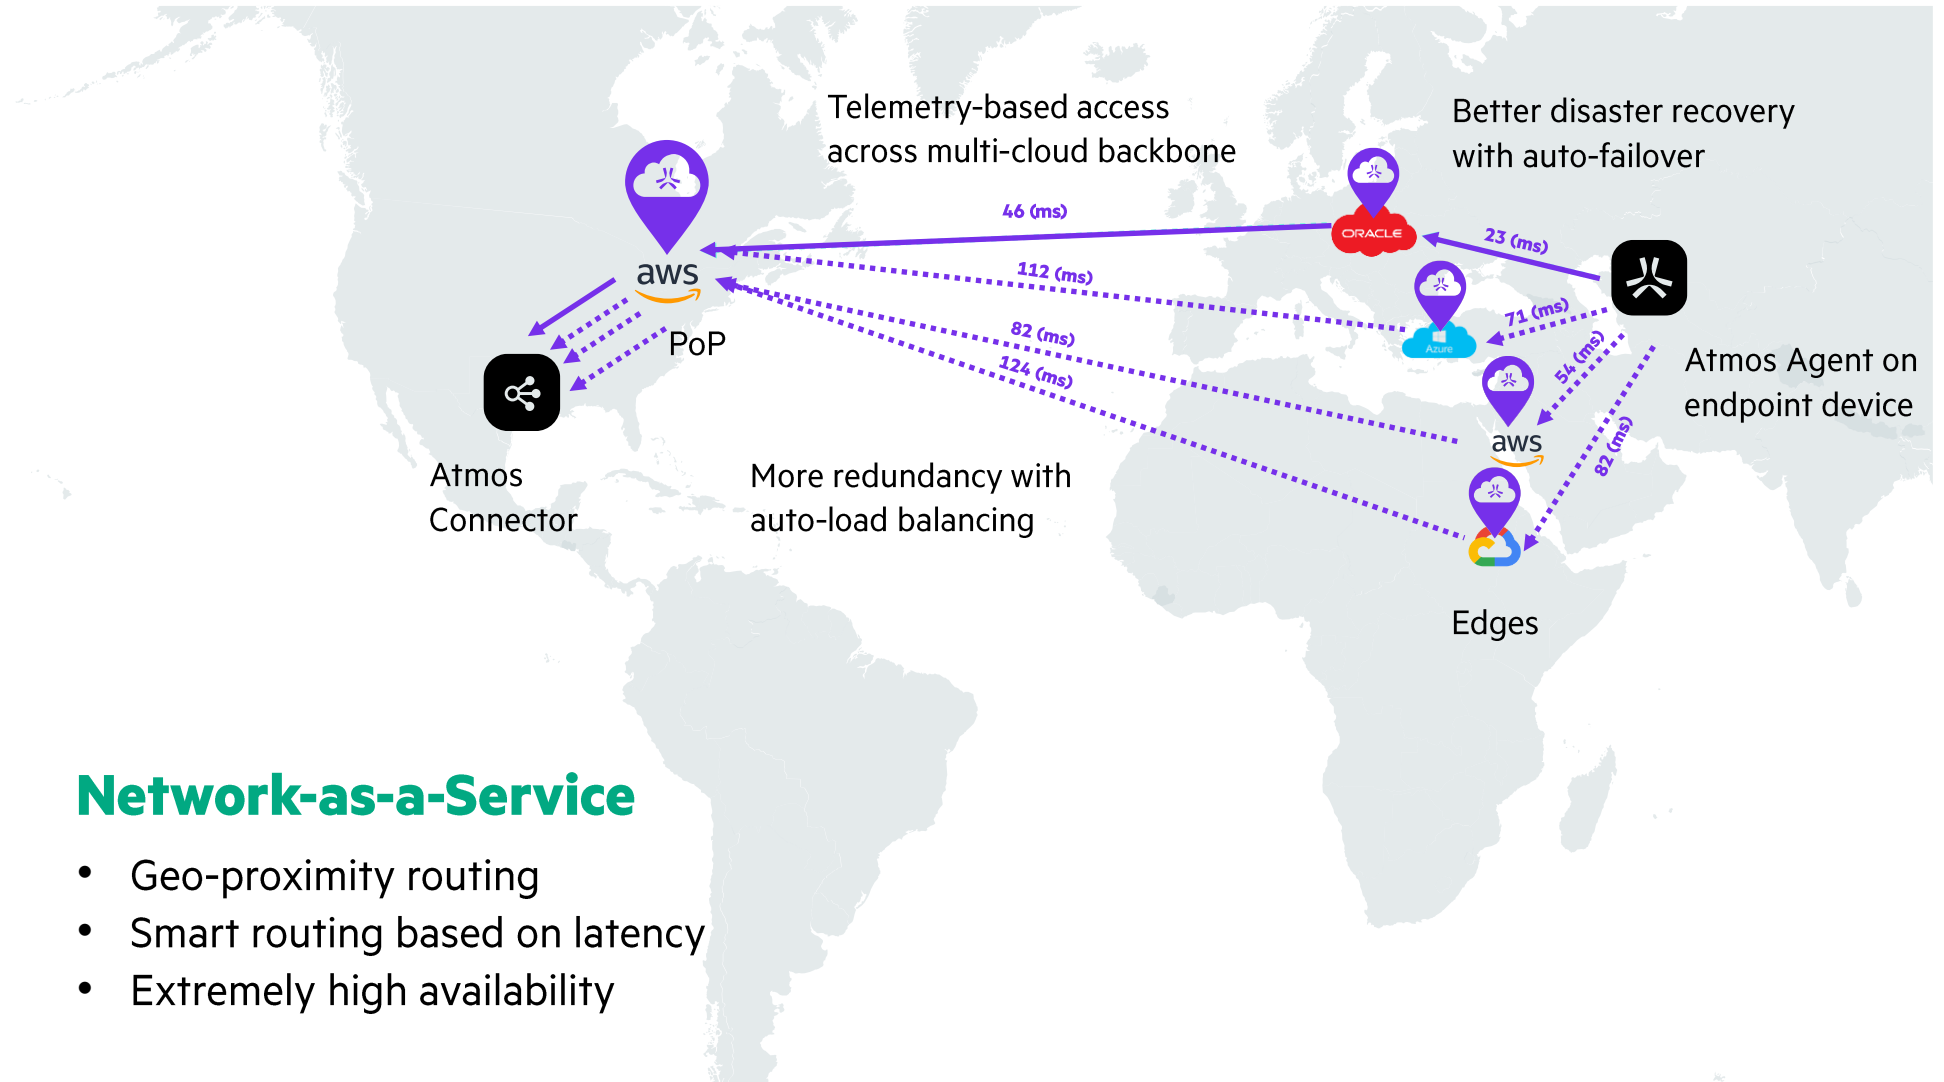 Telemetry-based access
across multi-cloud backbone
Better disaster recovery
with auto-failover
46 (ms)
23 (ms)
ORACLE
aws
112 (ms)
71 (ms)
Azure
82 (ms)
54 (ms)
PoP
124 (ms)
Atmos Agent on
endpoint device
82 (ms)
aws
Atmos
Connector
More redundancy with
auto-load balancing
Edges
Network-as-a-Service
• Geo-proximity routing
• Smart routing based on latency
• Extremely high availability